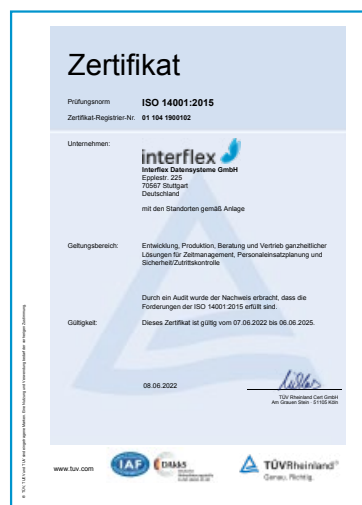 Zertifikat
Prüfungsnorm ISO 14001:2015
Zertifikat-Registrier-Nr. 01 104 1900102
Unternehmen:
interflex
Interflex Datensysteme GmbH
Epplestr. 225
70567 Stuttgart
Deutschland
mit den Standorten gemäß Anlage
Geltungsbereich: Entwicklung, Produktion, Beratung und Vertrieb ganzheitlicher
Lösungen für Zeitmanagement, Personaleinsatzplanung und
Sicherheit/Zutrittskontrolle
Durch ein Audit wurde der Nachweis erbracht, dass die
Forderungen der ISO 14001:2015 erfüllt sind.
Gültigkeit: Dieses Zertifikat ist gültig vom 07.06.2022 bis 06.06.2025.
08.06.2022
TÜV Rheinland Cert GmbH
Am Grauen Stein · 51105 Köln
www.tuv.com
IAF
DAkkS
TÜVRheinland®
Genau. Richtig.